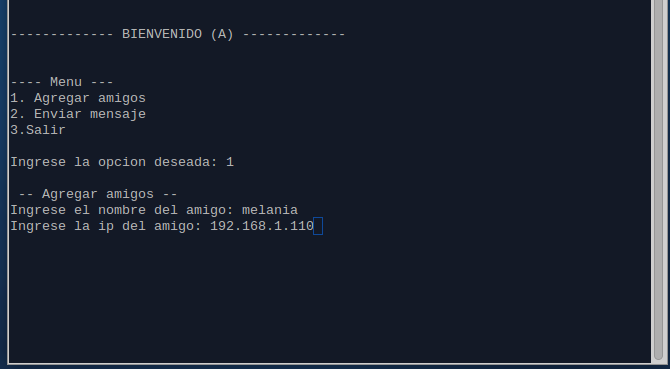 ------------- BIENVENIDO (A) -------------
---- Menu ---
1. Agregar amigos
2. Enviar mensaje
3.Salir
Ingrese la opcion deseada: 1
-- Agregar amigos --
Ingrese el nombre del amigo: melania
Ingrese la ip del amigo: 192.168.1.110